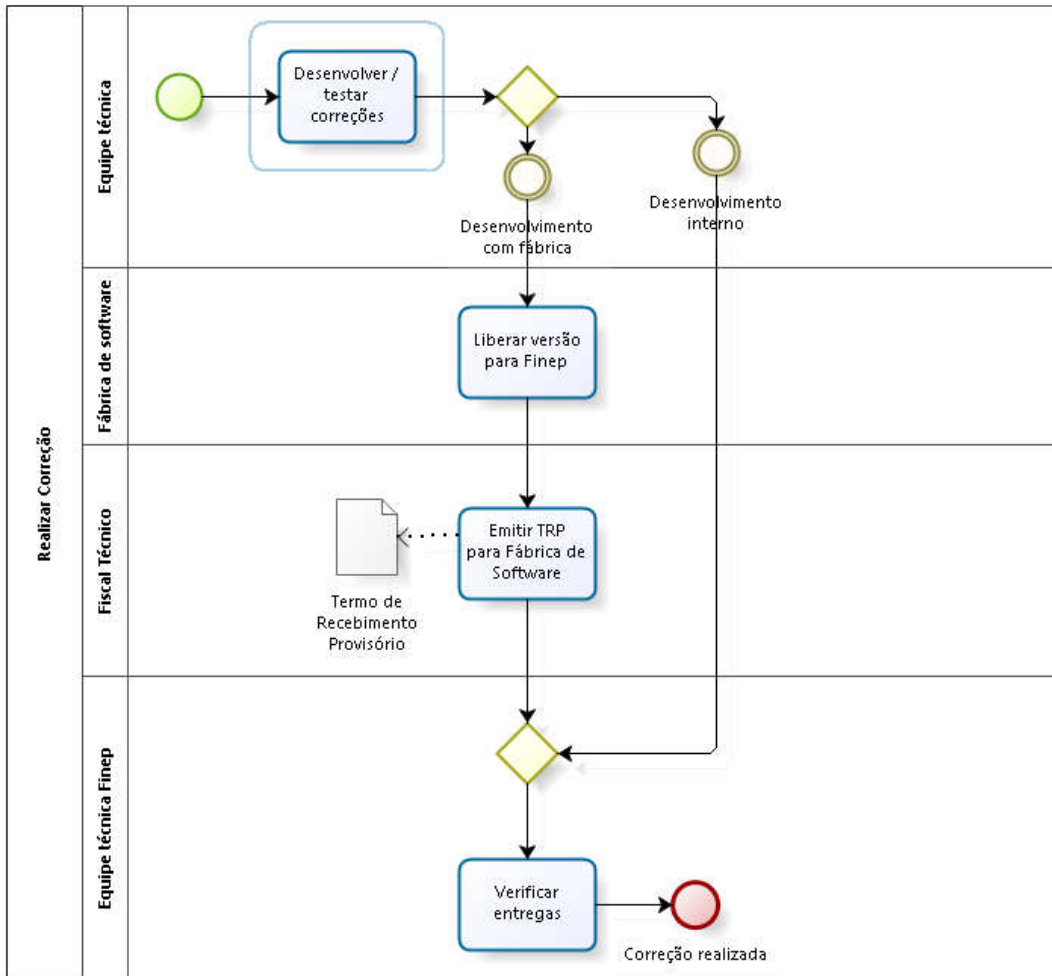 Realizar Correção
Equipe técnica
Desenvolver /
testar
correções
Desenvolvimento
com fábrica
Desenvolvimento
interno
Fábrica de software
Liberar versão
para Finep
Fiscal Técnico
Emitir TRP
para Fábrica de
Software
Termo de
Recebimento
Provisório
Equipe técnica Finep
Verificar
entregas
Correção realizada